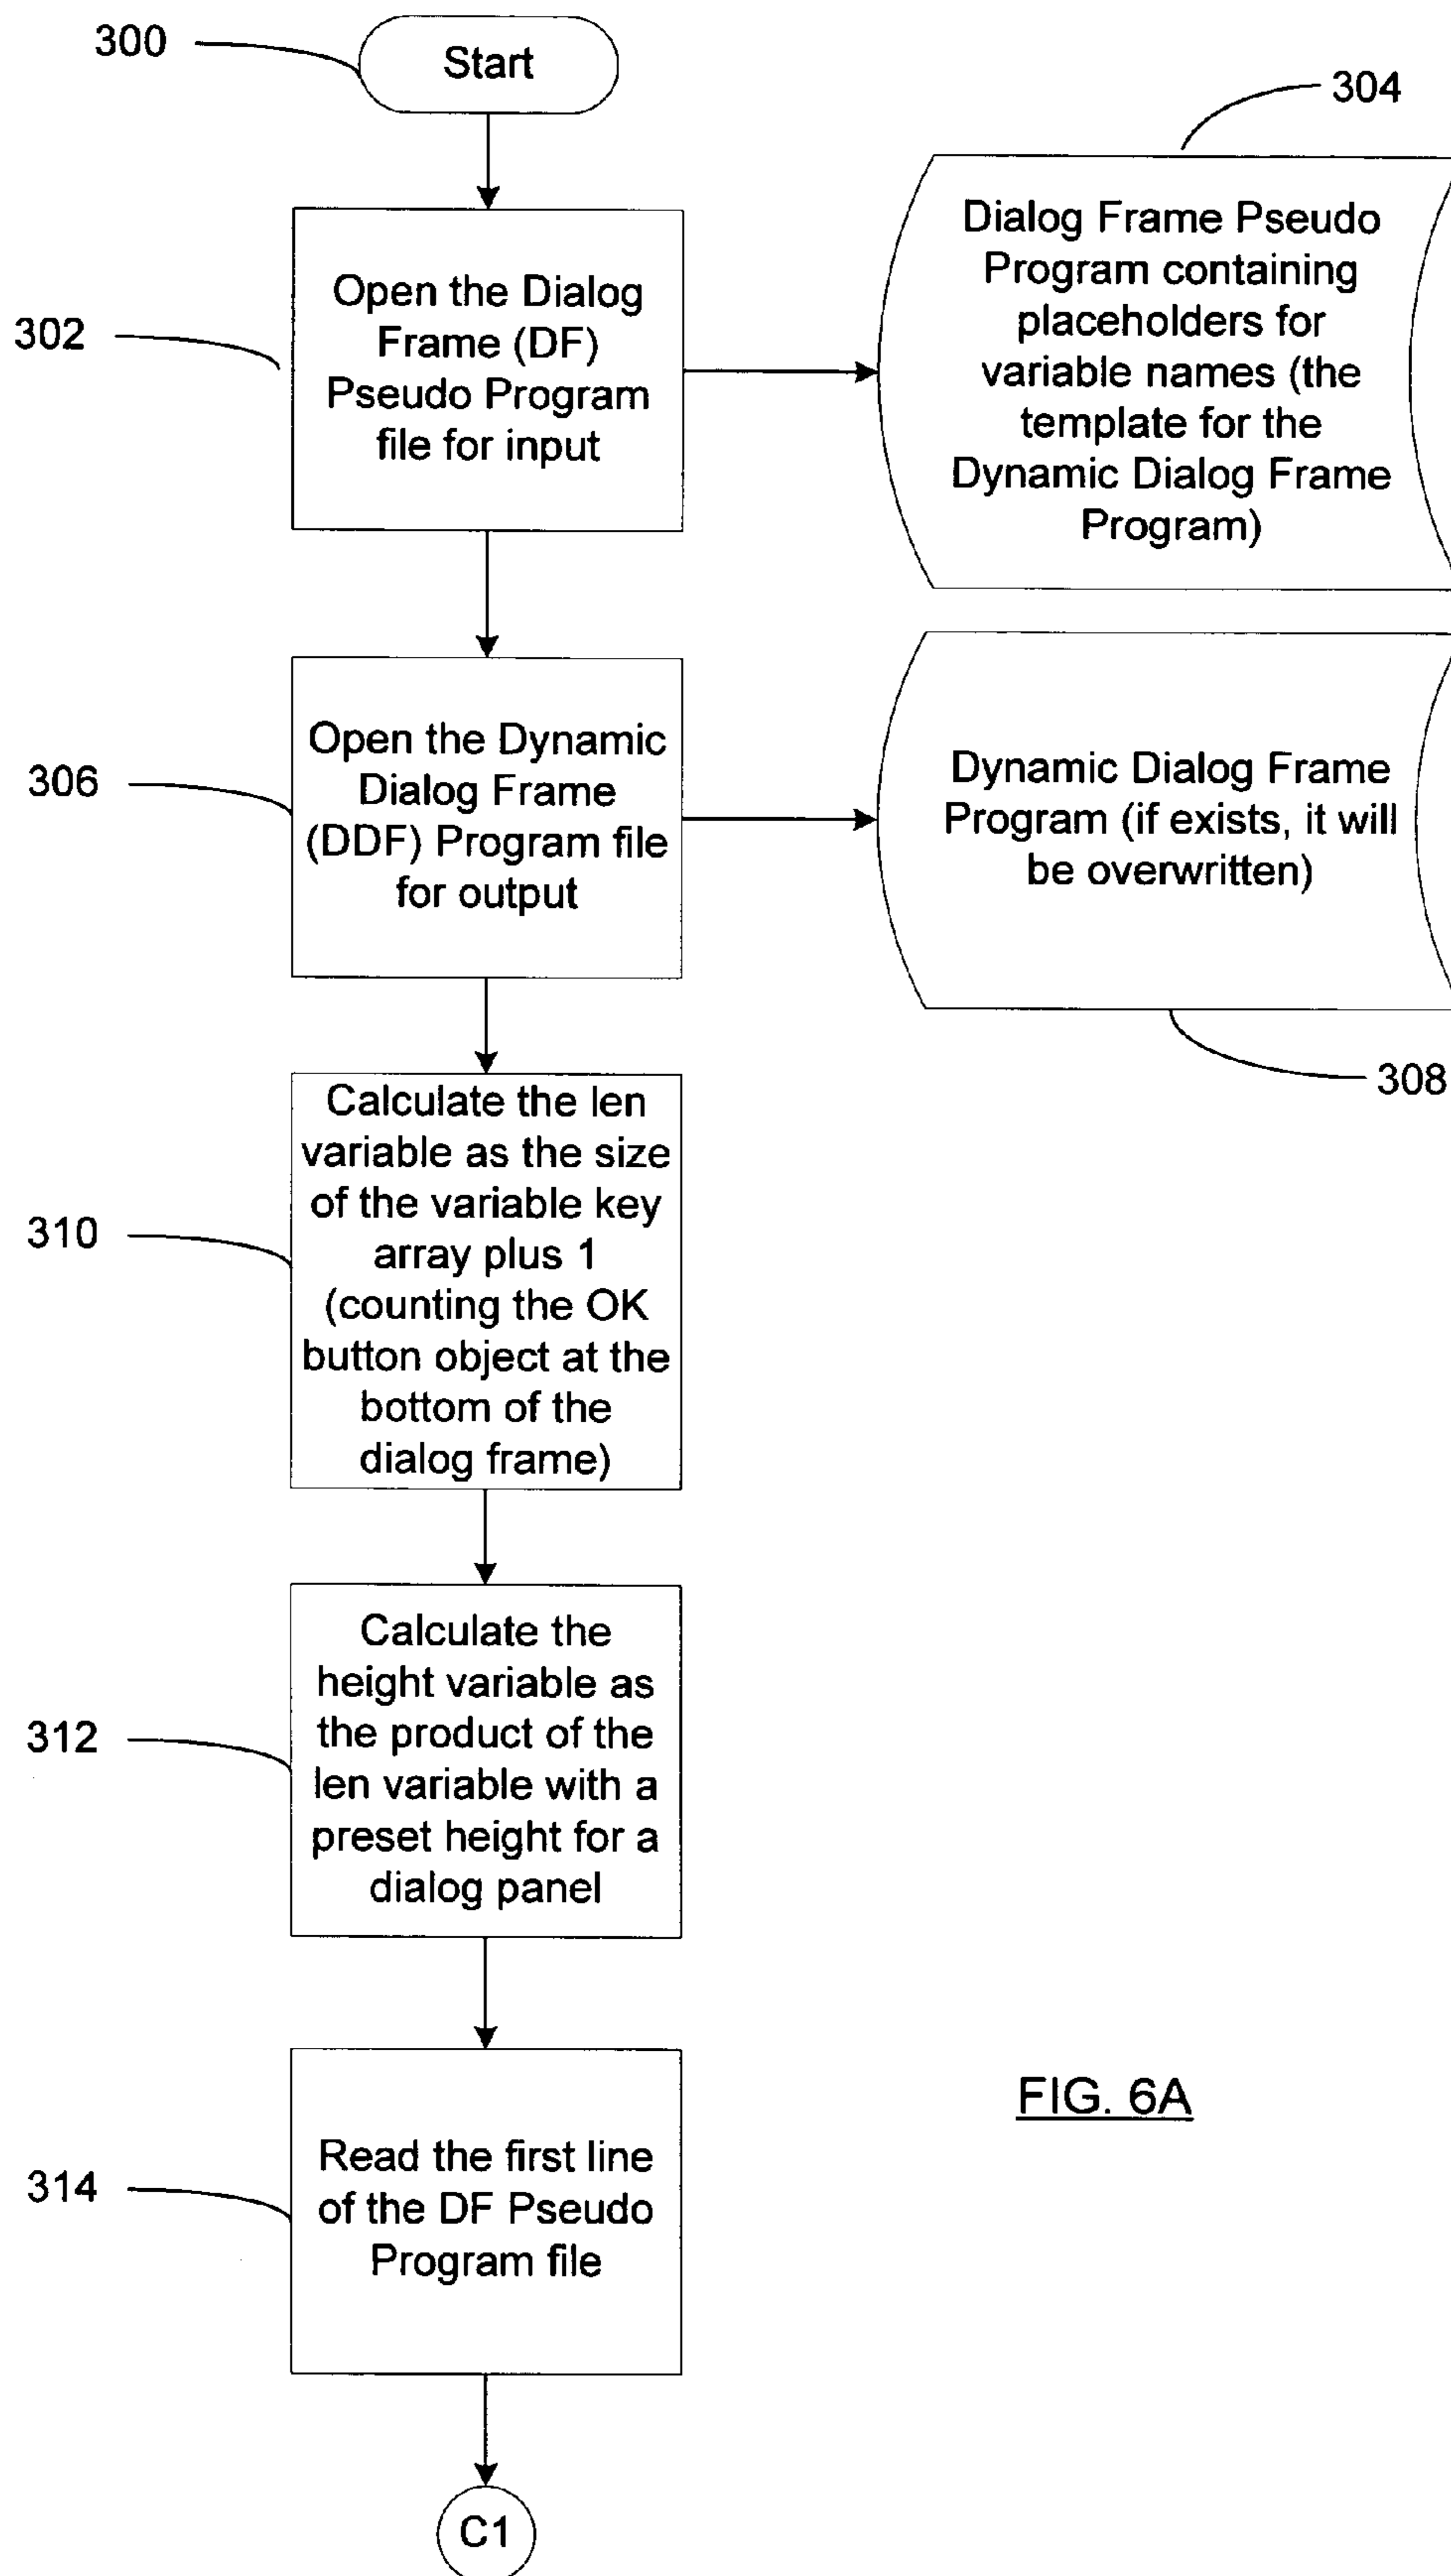 300
Start
304
Dialog Frame Pseudo
Program containing
placeholders for
variable names (the
template for the
Dynamic Dialog Frame
Program)
302
Open the Dialog
Frame (DF)
Pseudo Program
file for input
306
Open the Dynamic
Dialog Frame
(DDF) Program file
for output
Dynamic Dialog Frame
Program (if exists, it will
be overwritten)
308
310
Calculate the len
variable as the size
of the variable key
array plus 1
(counting the OK
button object at the
bottom of the
dialog frame)
312
Calculate the
height variable as
the product of the
len variable with a
preset height for a
dialog panel
314
Read the first line
of the DF Pseudo
Program file
FIG. 6A
C1